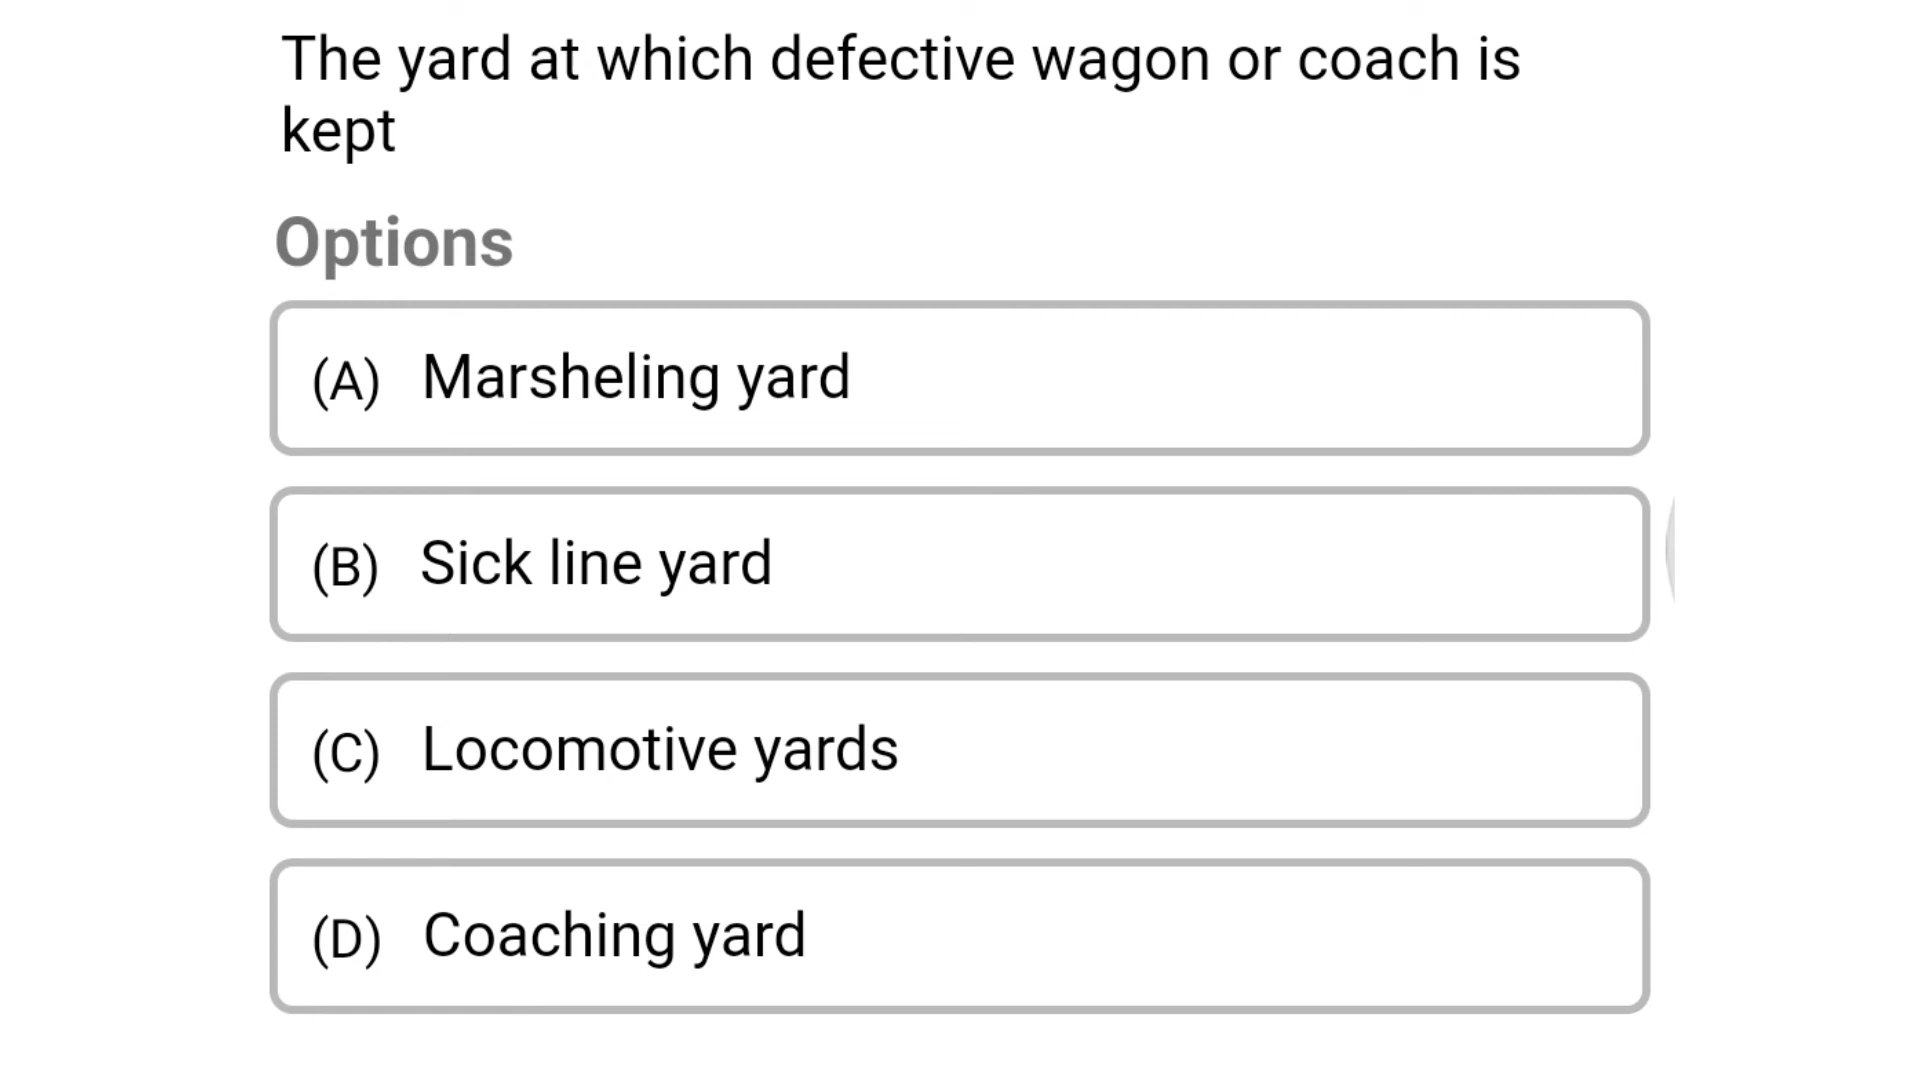 The yard at which defective wagon or coach is
kept
Options
(A) Marsheling yard
(B) Sick line yard
(C) Locomotive yards
(D) Coaching yard